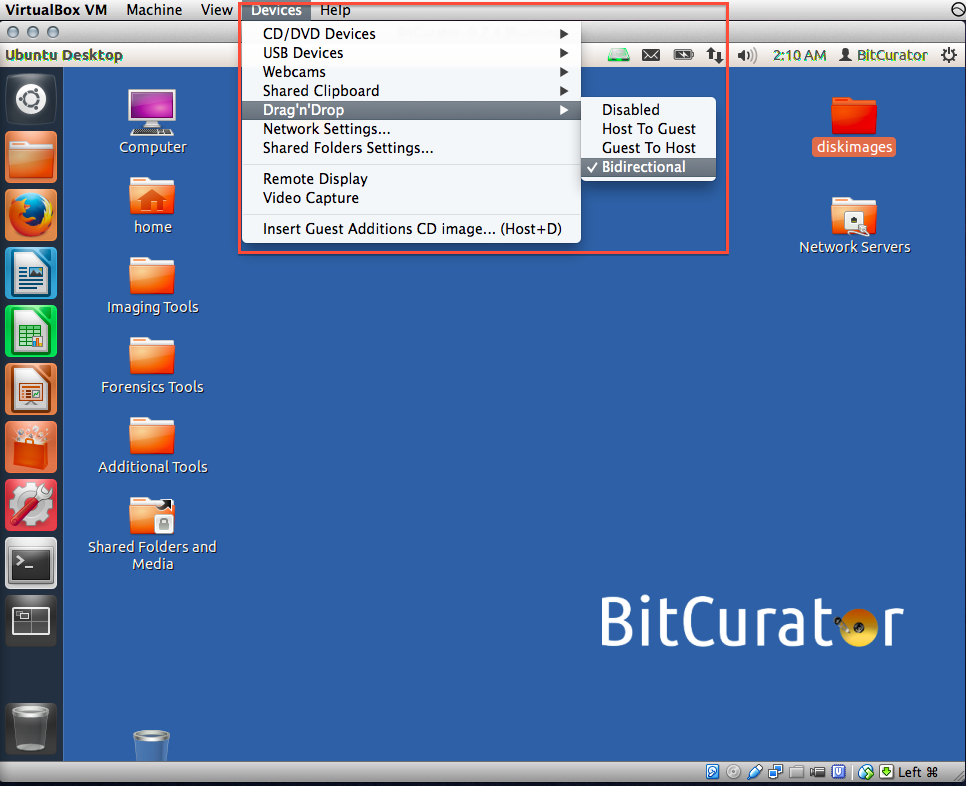 VirtualBox VM Machine View Devices Help
CD/DVD Devices
USB Devices
Webcams
Shared Clipboard
Drag'n'Drop
Network Settings...
Shared Folders Settings...
Remote Display
Video Capture
Insert Guest Additions CD image... (Host+D)
Disabled
Host To Guest
Guest To Host
✓ Bidirectional
Ubuntu Desktop
2:10 AM BitCurator
Computer
home
Imaging Tools
Forensics Tools
Additional Tools
Shared Folders and
Media
diskimages
Network Servers
BitCurator
Left ⌘